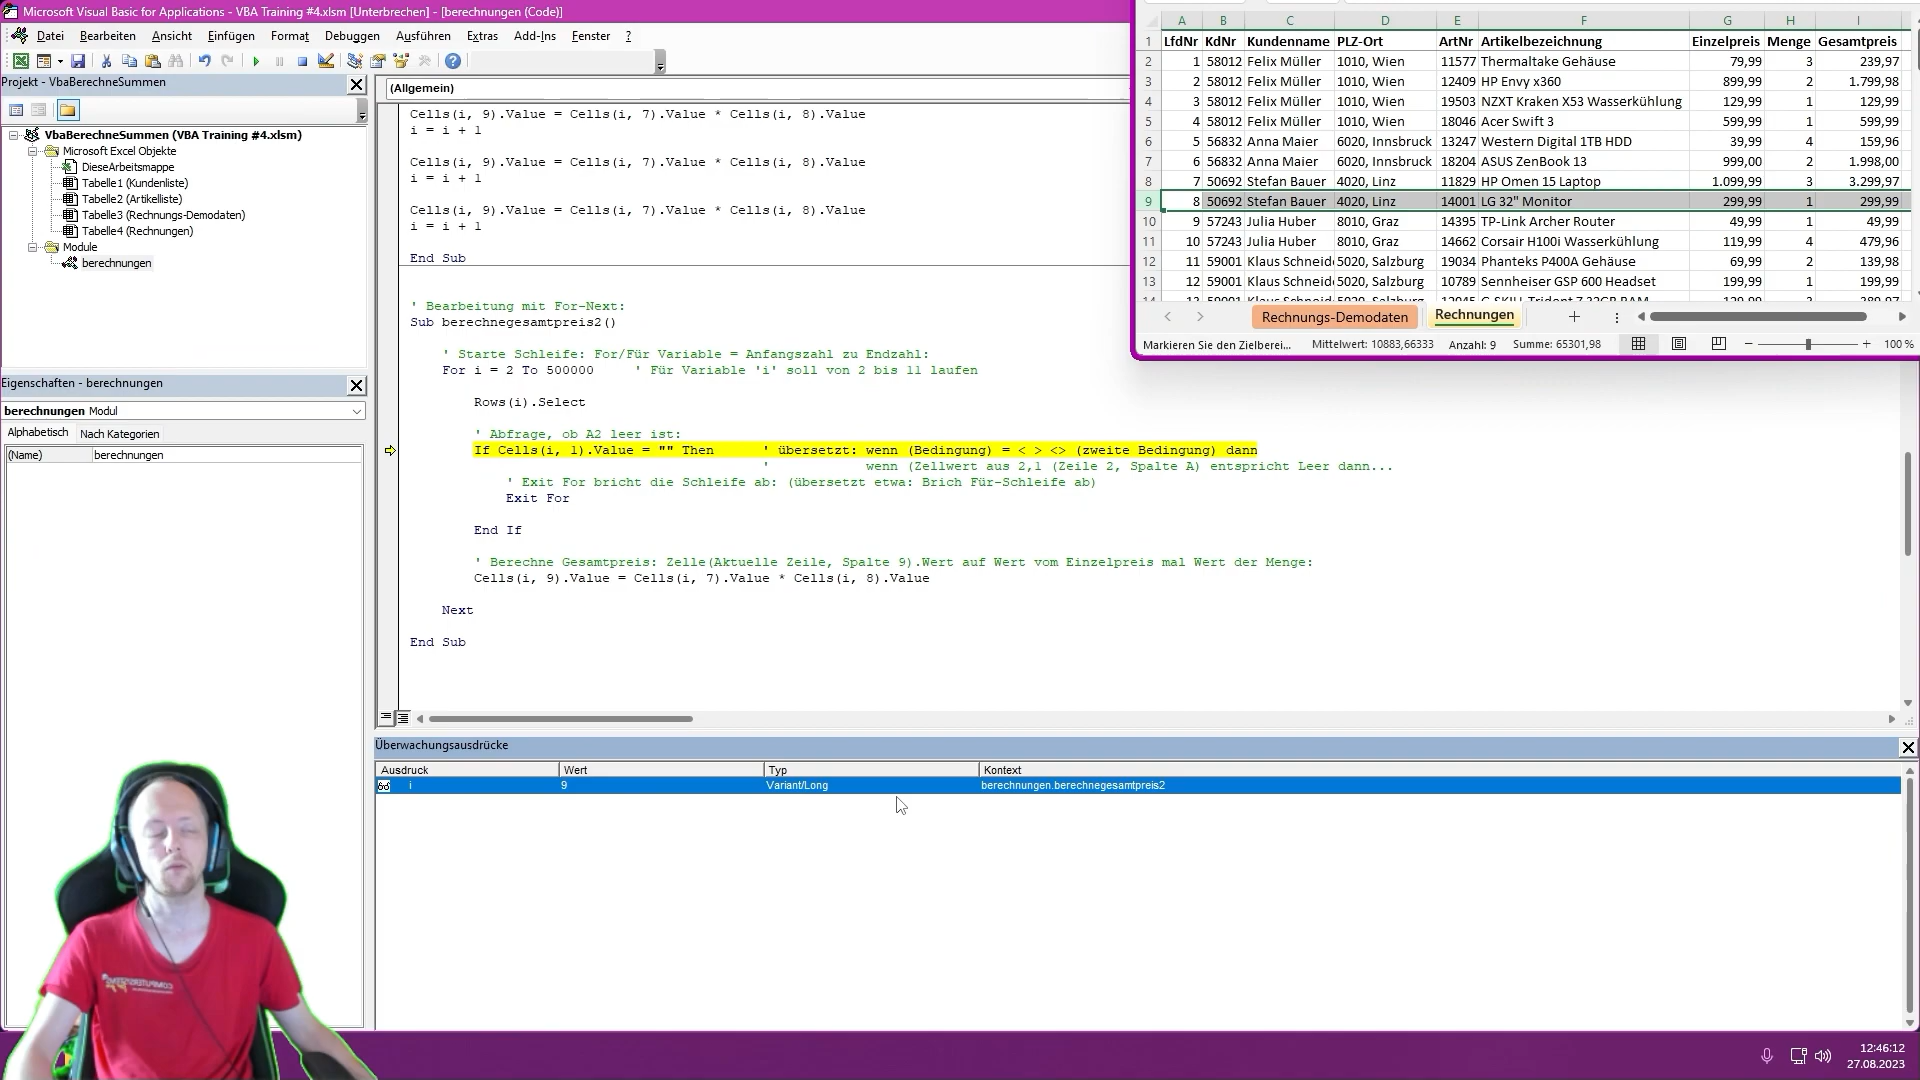 Microsoft Visual Basic for Applications - VBA Training #4.xlsm [Unterbrechen] - [berechnungen (Code)]
Datei Bearbeiten Ansicht Einfügen Format Debuggen Ausführen Extras Add-Ins Fenster ?
Projekt - VbaBerechneSummen
VbaBerechneSummen (VBA Training #4.xlsm)
Microsoft Excel Objekte
DieseArbeitsmappe
Tabelle1 (Kundenliste)
Tabelle2 (Artikelliste)
Tabelle3 (Rechnungs-Demodaten)
Tabelle4 (Rechnungen)
Module
berechnungen
Eigenschaften - berechnungen
berechnungen Modul
Alphabetisch Nach Kategorien
(Name) berechnungen
(Allgemein)
Cells(i, 9).Value = Cells(i, 7).Value * Cells(i, 8).Value
i = i + 1
Cells(i, 9).Value = Cells(i, 7).Value * Cells(i, 8).Value
i = i + 1
Cells(i, 9).Value = Cells(i, 7).Value * Cells(i, 8).Value
i = i + 1
End Sub
' Bearbeitung mit For-Next:
Sub berechnegesamtpreis2()
' Starte Schleife: For/Für Variable = Anfangszahl zu Endzahl:
For i = 2 To 500000 ' Für Variable 'i' soll von 2 bis 11 laufen
Rows(i).Select
' Abfrage, ob A2 leer ist:
If Cells(i, 1).Value = "" Then ' übersetzt: wenn (Bedingung) = < > <> (zweite Bedingung) dann
' wenn (Zellwert aus 2,1 (Zeile 2, Spalte A) entspricht Leer dann...
' Exit For bricht die Schleife ab: (übersetzt etwa: Brich Für-Schleife ab)
Exit For
End If
' Berechne Gesamtpreis: Zelle(Aktuelle Zeile, Spalte 9).Wert auf Wert vom Einzelpreis mal Wert der Menge:
Cells(i, 9).Value = Cells(i, 7).Value * Cells(i, 8).Value
Next
End Sub
Überwachungsausdrücke
Ausdruck Wert Typ Kontext
i 9 Variant/Long berechnungen.berechnegesamtpreis2
A B C D E F G H I
1 LfdNr KdNr Kundenname PLZ-Ort ArtNr Artikelbezeichnung Einzelpreis Menge Gesamtpreis
2 1 58012 Felix Müller 1010, Wien 11577 Thermaltake Gehäuse 79,99 3 239,97
3 2 58012 Felix Müller 1010, Wien 12409 HP Envy x360 899,99 2 1.799,98
4 3 58012 Felix Müller 1010, Wien 19503 NZXT Kraken X53 Wasserkühlung 129,99 1 129,99
5 4 58012 Felix Müller 1010, Wien 18046 Acer Swift 3 599,99 1 599,99
6 5 56832 Anna Maier 6020, Innsbruck 13247 Western Digital 1TB HDD 39,99 4 159,96
7 6 56832 Anna Maier 6020, Innsbruck 18204 ASUS ZenBook 13 999,00 2 1.998,00
8 7 50692 Stefan Bauer 4020, Linz 11829 HP Omen 15 Laptop 1.099,99 3 3.299,97
9 8 50692 Stefan Bauer 4020, Linz 14001 LG 32" Monitor 299,99 1 299,99
10 9 57243 Julia Huber 8010, Graz 14395 TP-Link Archer Router 49,99 1 49,99
11 10 57243 Julia Huber 8010, Graz 14662 Corsair H100i Wasserkühlung 119,99 4 479,96
12 11 59001 Klaus Schneide 5020, Salzburg 19034 Phanteks P400A Gehäuse 69,99 2 139,98
13 12 59001 Klaus Schneide 5020, Salzburg 10789 Sennheiser GSP 600 Headset 199,99 1 199,99
Rechnungs-Demodaten Rechnungen
Markieren Sie den Zielberei... Mittelwert: 10883,66333 Anzahl: 9 Summe: 65301,98 100 %
12:46:12
27.08.2023